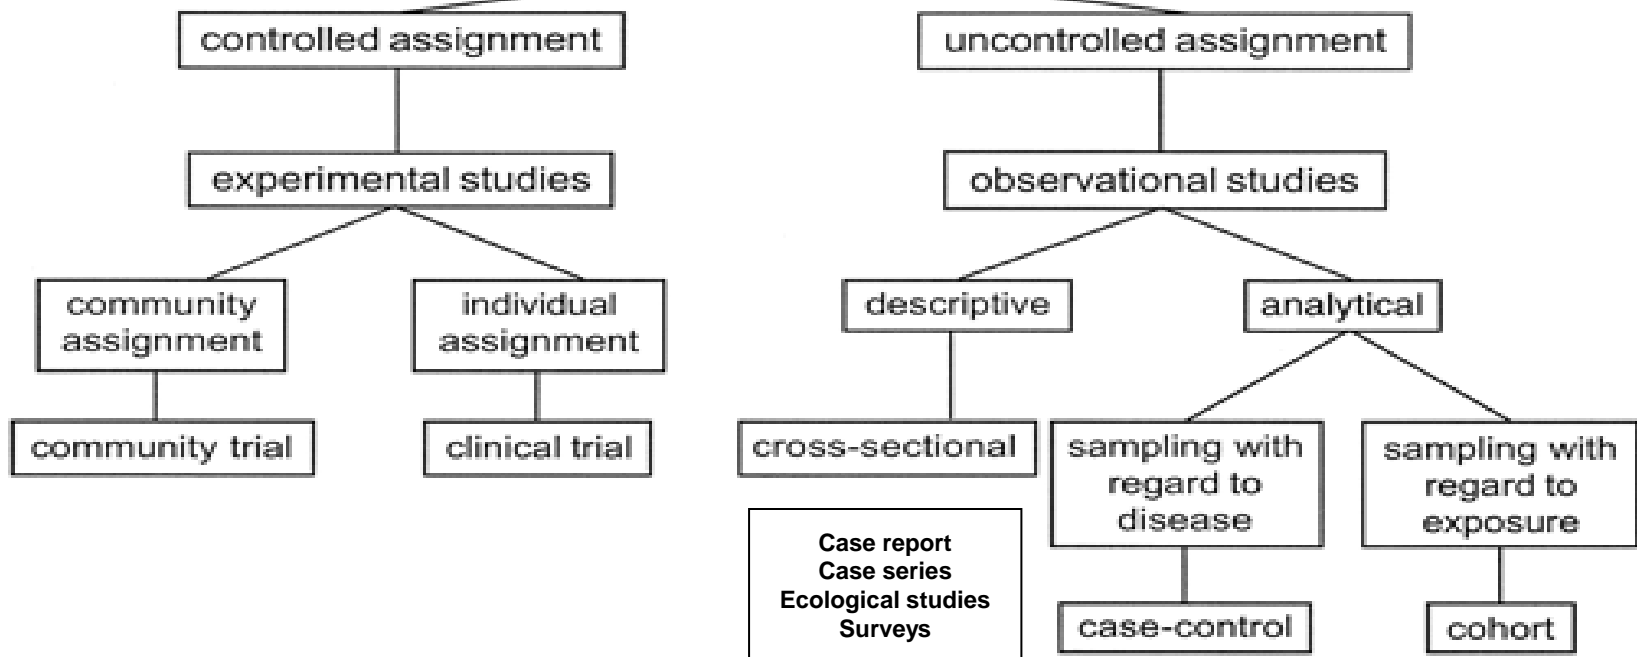 controlled assignment
uncontrolled assignment
experimental studies
observational studies
community
assignment
individual
assignment
descriptive
analytical
community trial
clinical trial
cross-sectional
sampling with
regard to
disease
sampling with
regard to
exposure
Case report
Case series
Ecological studies
Surveys
case-control
cohort